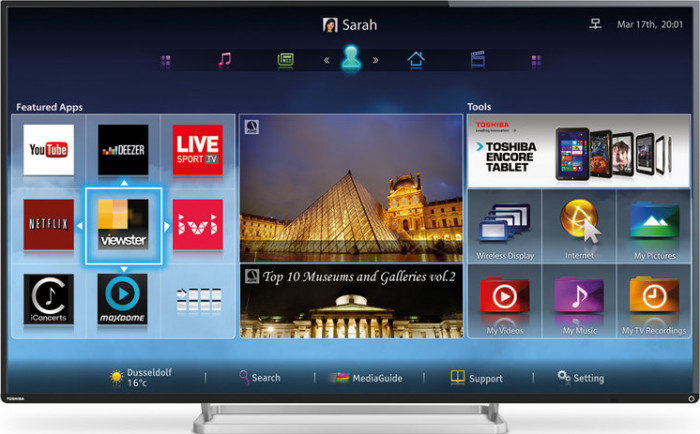 Sarah
Mar 17th, 20:01
Featured Apps
Tools
YouTube
DEEZER
LIVE
SPORT TV
NETFLIX
viewster
iConcerts
maxdome
Top 10 Museums and Galleries vol.2
TOSHIBA
Leading Innovation
TOSHIBA
ENCORE
TABLET
Wireless Display
Internet
My Pictures
My Videos
My Music
My TV Recordings
Dusseldolf
16°c
Search
MediaGuide
Support
Setting
TOSHIBA